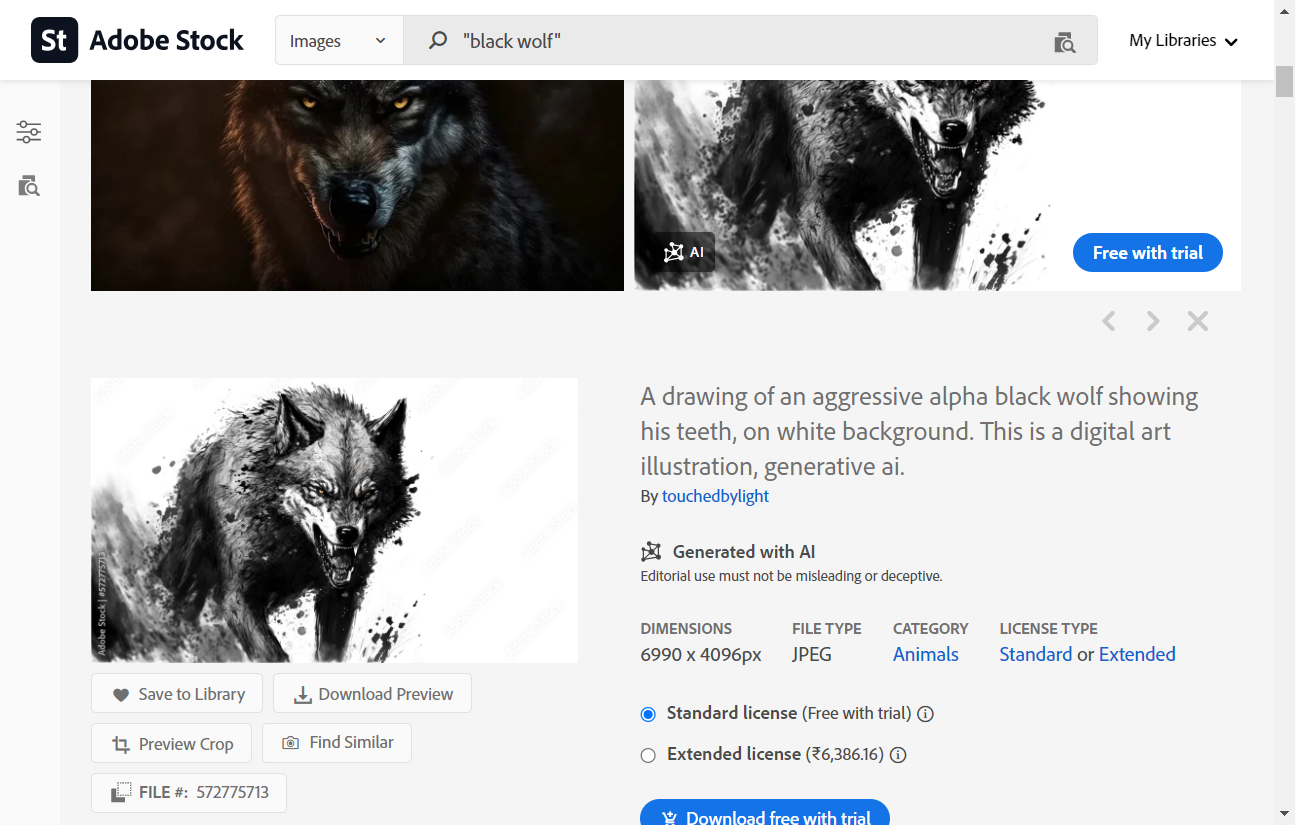 St Adobe Stock
Images
"black wolf"
My Libraries
AI
Free with trial
A drawing of an aggressive alpha black wolf showing
his teeth, on white background. This is a digital art
illustration, generative ai.
By touchedbylight
Generated with AI
Editorial use must not be misleading or deceptive.
DIMENSIONS FILE TYPE CATEGORY LICENSE TYPE
6990 x 4096px JPEG Animals Standard or Extended
Adobe Stock | #572775713
Save to Library Download Preview
Standard license (Free with trial)
Preview Crop Find Similar
Extended license (₹6,386.16)
FILE #: 572775713
Download free with trial